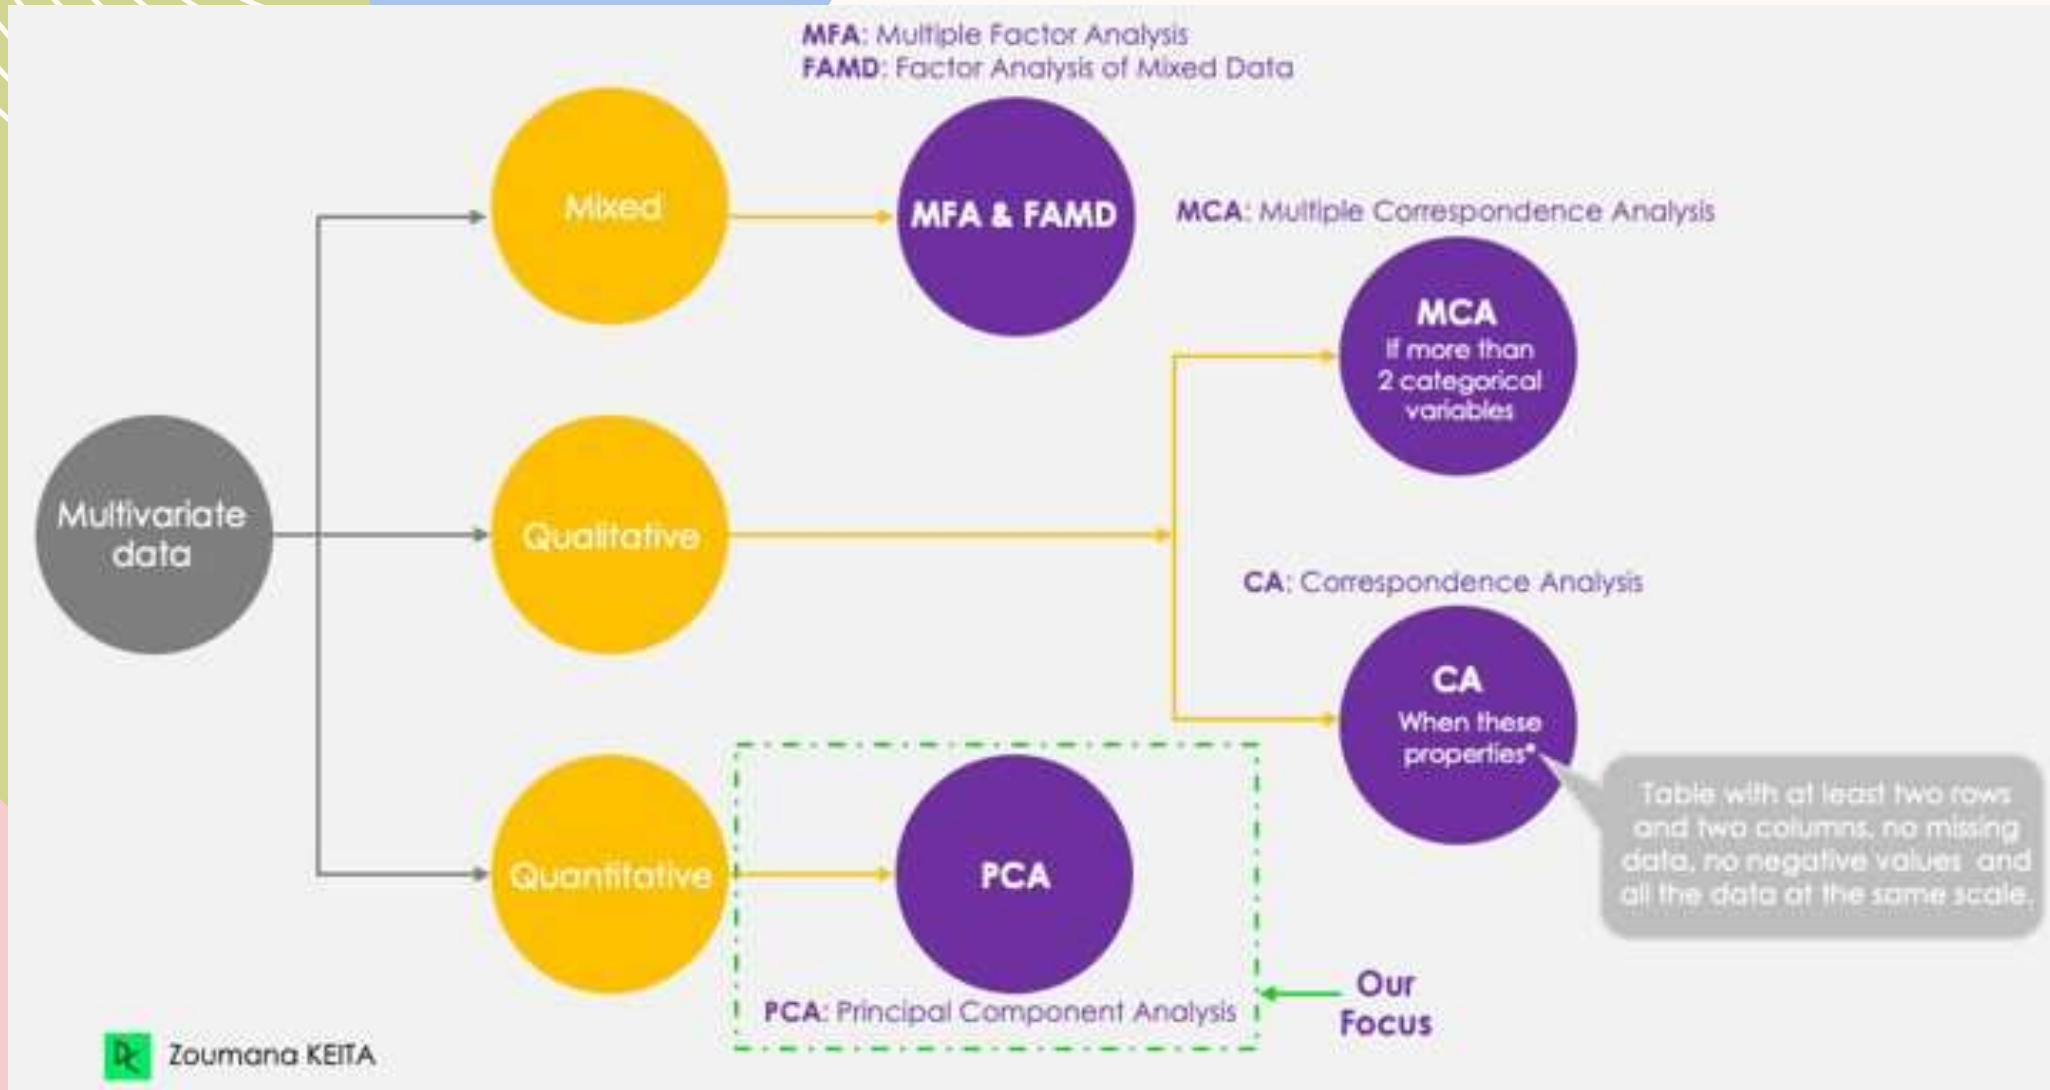 MFA: Multiple Factor Analysis
FAMD: Factor Analysis of Mixed Data
Mixed
MFA & FAMD
MCA: Multiple Correspondence Analysis
MCA
If more than
2 categorical
variables
Multivariate
data
Qualitative
CA: Correspondence Analysis
CA
When these
properties*
Table with at least two rows
and two columns, no missing
data, no negative values and
all the data at the same scale.
Quantitative
PCA
PCA: Principal Component Analysis
Our
Focus
Zoumana KEITA